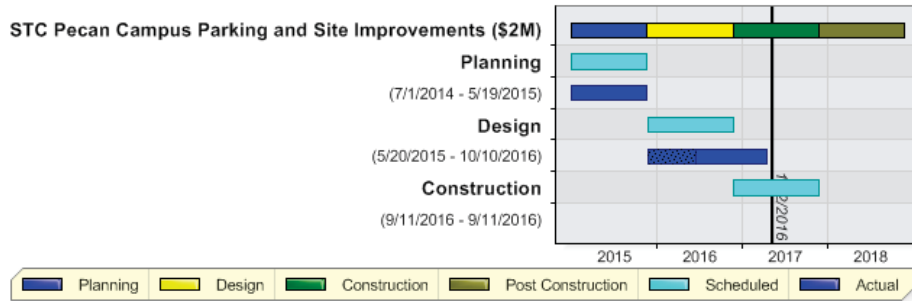 STC Pecan Campus Parking and Site Improvements ($2M)
Planning
(7/1/2014 - 5/19/2015)
Design
(5/20/2015 - 10/10/2016)
Construction
(9/11/2016 - 9/11/2016)
2/2016
2015 2016 2017 2018
Planning Design Construction Post Construction Scheduled Actual